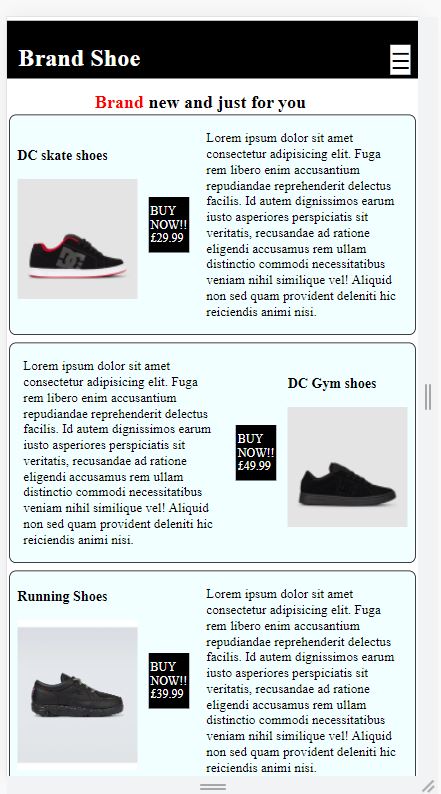 Brand Shoe
Brand new and just for you
DC skate shoes
BUY
NOW!!
£29.99
Lorem ipsum dolor sit amet
consectetur adipisicing elit. Fuga
rem libero enim accusantium
repudiandae reprehenderit delectus
facilis. Id autem dignissimos earum
iusto asperiores perspiciatis sit
veritatis, recusandae ad ratione
eligendi accusamus rem ullam
distinctio commodi necessitatibus
veniam nihil similique vel! Aliquid
non sed quam provident deleniti hic
reiciendis animi nisi.
Lorem ipsum dolor sit amet
consectetur adipisicing elit. Fuga
rem libero enim accusantium
repudiandae reprehenderit delectus
facilis. Id autem dignissimos earum
iusto asperiores perspiciatis sit
veritatis, recusandae ad ratione
eligendi accusamus rem ullam
distinctio commodi necessitatibus
veniam nihil similique vel! Aliquid
non sed quam provident deleniti hic
reiciendis animi nisi.
BUY
NOW!!
£49.99
DC Gym shoes
Running Shoes
BUY
NOW!!
£39.99
Lorem ipsum dolor sit amet
consectetur adipisicing elit. Fuga
rem libero enim accusantium
repudiandae reprehenderit delectus
facilis. Id autem dignissimos earum
iusto asperiores perspiciatis sit
veritatis, recusandae ad ratione
eligendi accusamus rem ullam
distinctio commodi necessitatibus
veniam nihil similique vel! Aliquid
non sed quam provident deleniti hic
reiciendis animi nisi.